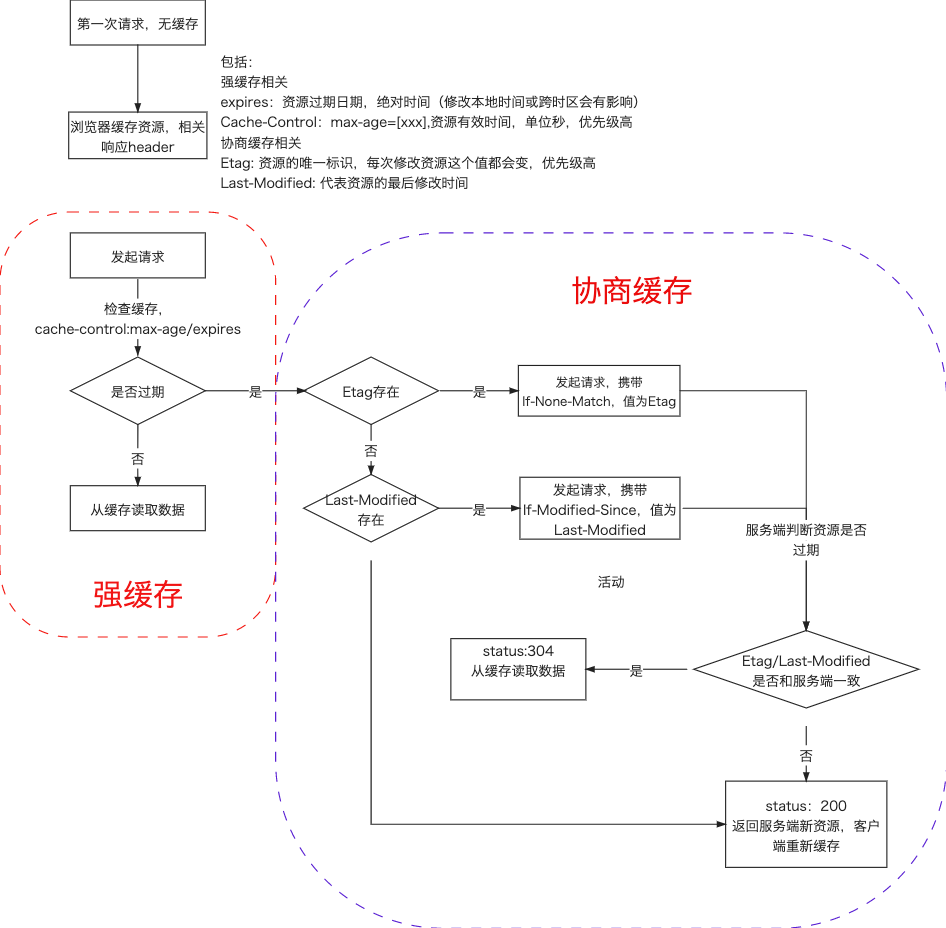 第一次请求，无缓存
包括：
强缓存相关
expires：资源过期日期，绝对时间（修改本地时间或跨时区会有影响）
Cache-Control：max-age=[xxx],资源有效时间，单位秒，优先级高
协商缓存相关
Etag: 资源的唯一标识，每次修改资源这个值都会变，优先级高
Last-Modified: 代表资源的最后修改时间
浏览器缓存资源，相关
响应header
发起请求
检查缓存，
cache-control:max-age/expires
是否过期
是
否
从缓存读取数据
强缓存
协商缓存
Etag存在
是
发起请求，携带
If-None-Match，值为Etag
否
Last-Modified
存在
是
发起请求，携带
If-Modified-Since，值为
Last-Modified
服务端判断资源是否
过期
活动
Etag/Last-Modified
是否和服务端一致
是
status:304
从缓存读取数据
否
status：200
返回服务端新资源，客户
端重新缓存